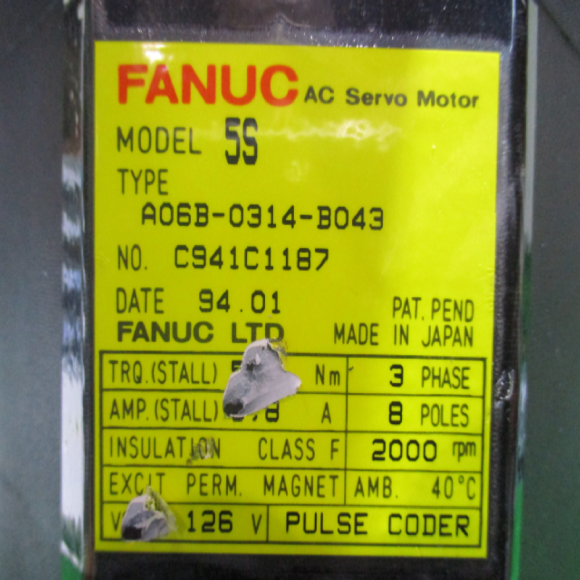 FANUC AC Servo Motor
MODEL 5S
TYPE
A06B-0314-B043
NO. C941C1187
DATE 94.01 PAT. PEND
FANUC LTD MADE IN JAPAN
TRQ.(STALL) Nm 3 PHASE
AMP.(STALL) A 8 POLES
INSULATION CLASS F 2000 rpm
EXCIT PERM. MAGNET AMB. 40°C
126 V PULSE CODER